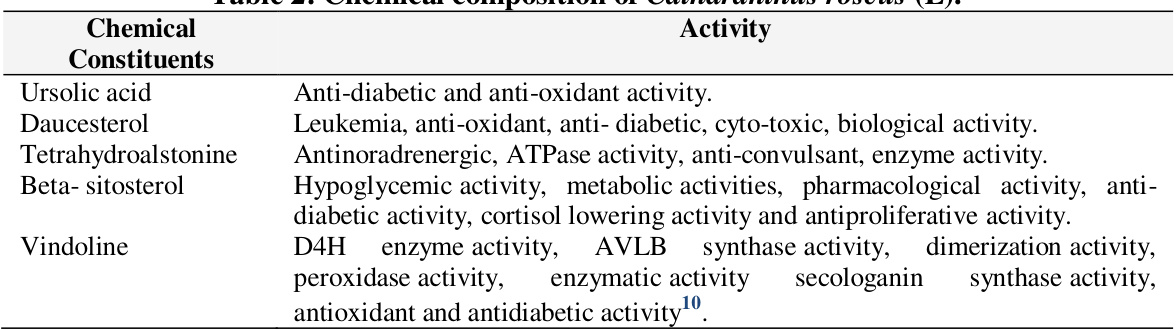 Table 2: Chemical composition of Catharanthus roseus (L).
Chemical Constituents Activity
Ursolic acid Anti-diabetic and anti-oxidant activity.
Daucesterol Leukemia, anti-oxidant, anti- diabetic, cyto-toxic, biological activity.
Tetrahydroalstonine Antinoradrenergic, ATPase activity, anti-convulsant, enzyme activity.
Beta- sitosterol Hypoglycemic activity, metabolic activities, pharmacological activity, anti-
diabetic activity, cortisol lowering activity and antiproliferative activity.
Vindoline D4H enzyme activity, AVLB synthase activity, dimerization activity,
peroxidase activity, enzymatic activity secologanin synthase activity,
antioxidant and antidiabetic activity10.